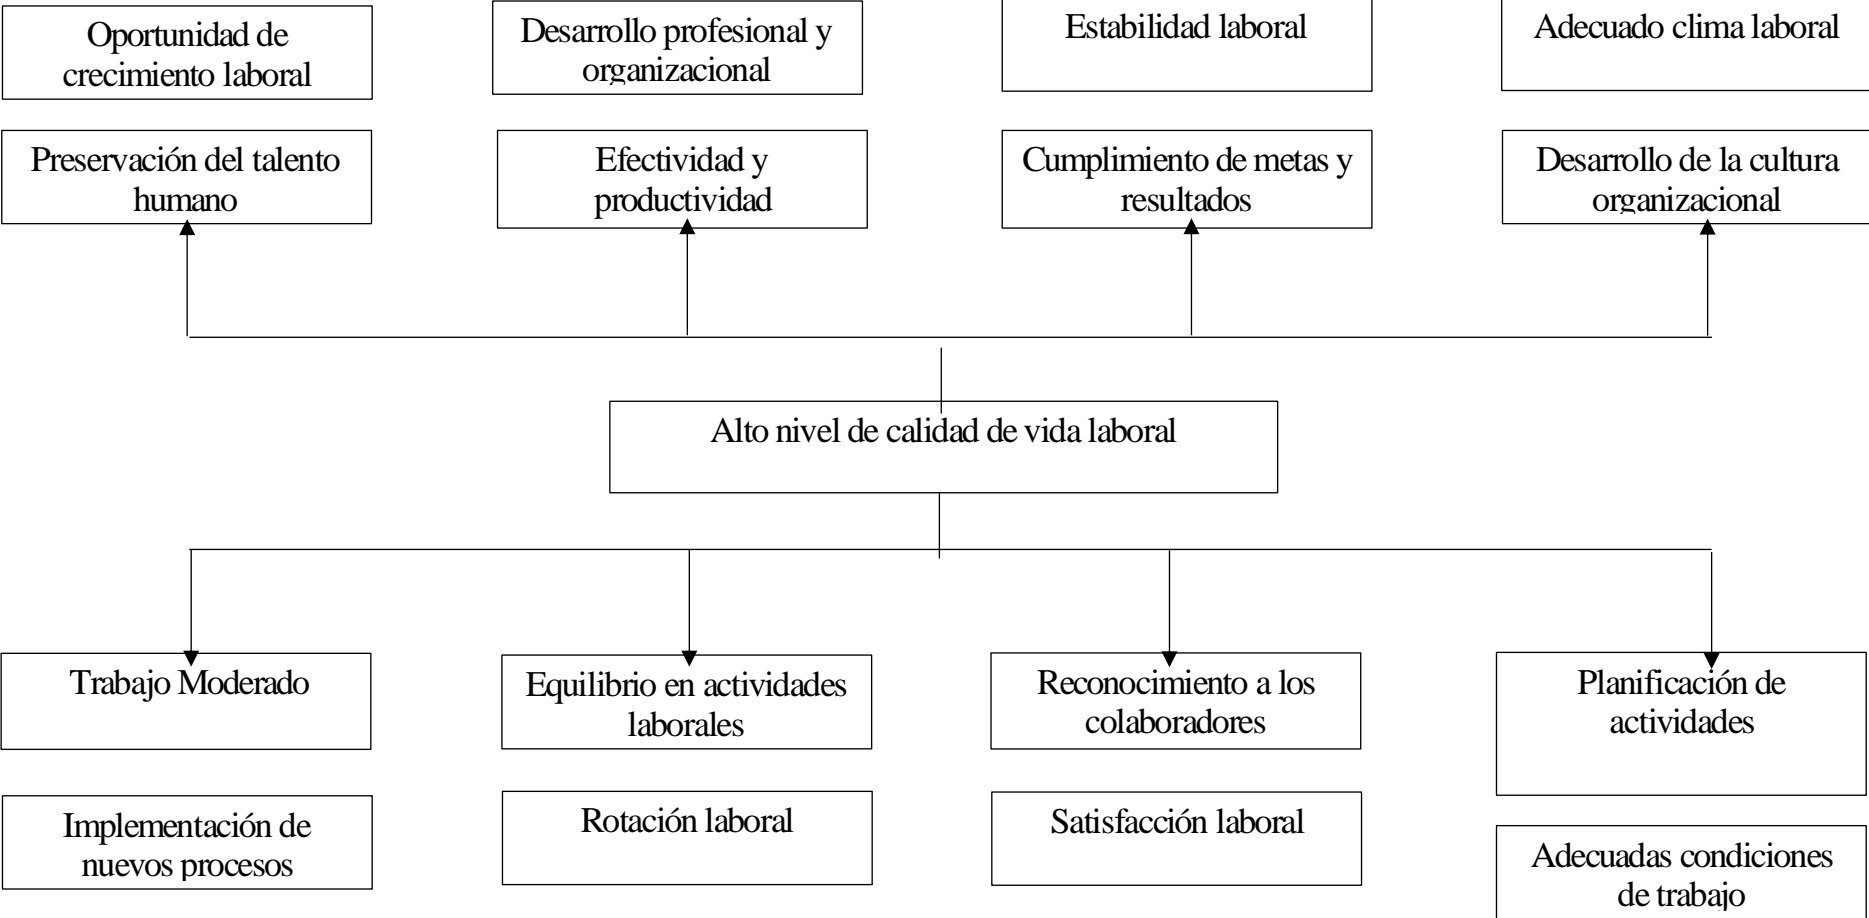 Oportunidad de
crecimiento laboral
Desarrollo profesional y
organizacional
Estabilidad laboral
Adecuado clima laboral
Preservación del talento
humano
Efectividad y
productividad
Cumplimiento de metas y
resultados
Desarrollo de la cultura
organizacional
Alto nivel de calidad de vida laboral
Trabajo Moderado
Equilibrio en actividades
laborales
Reconocimiento a los
colaboradores
Planificación de
actividades
Implementación de
nuevos procesos
Rotación laboral
Satisfacción laboral
Adecuadas condiciones
de trabajo